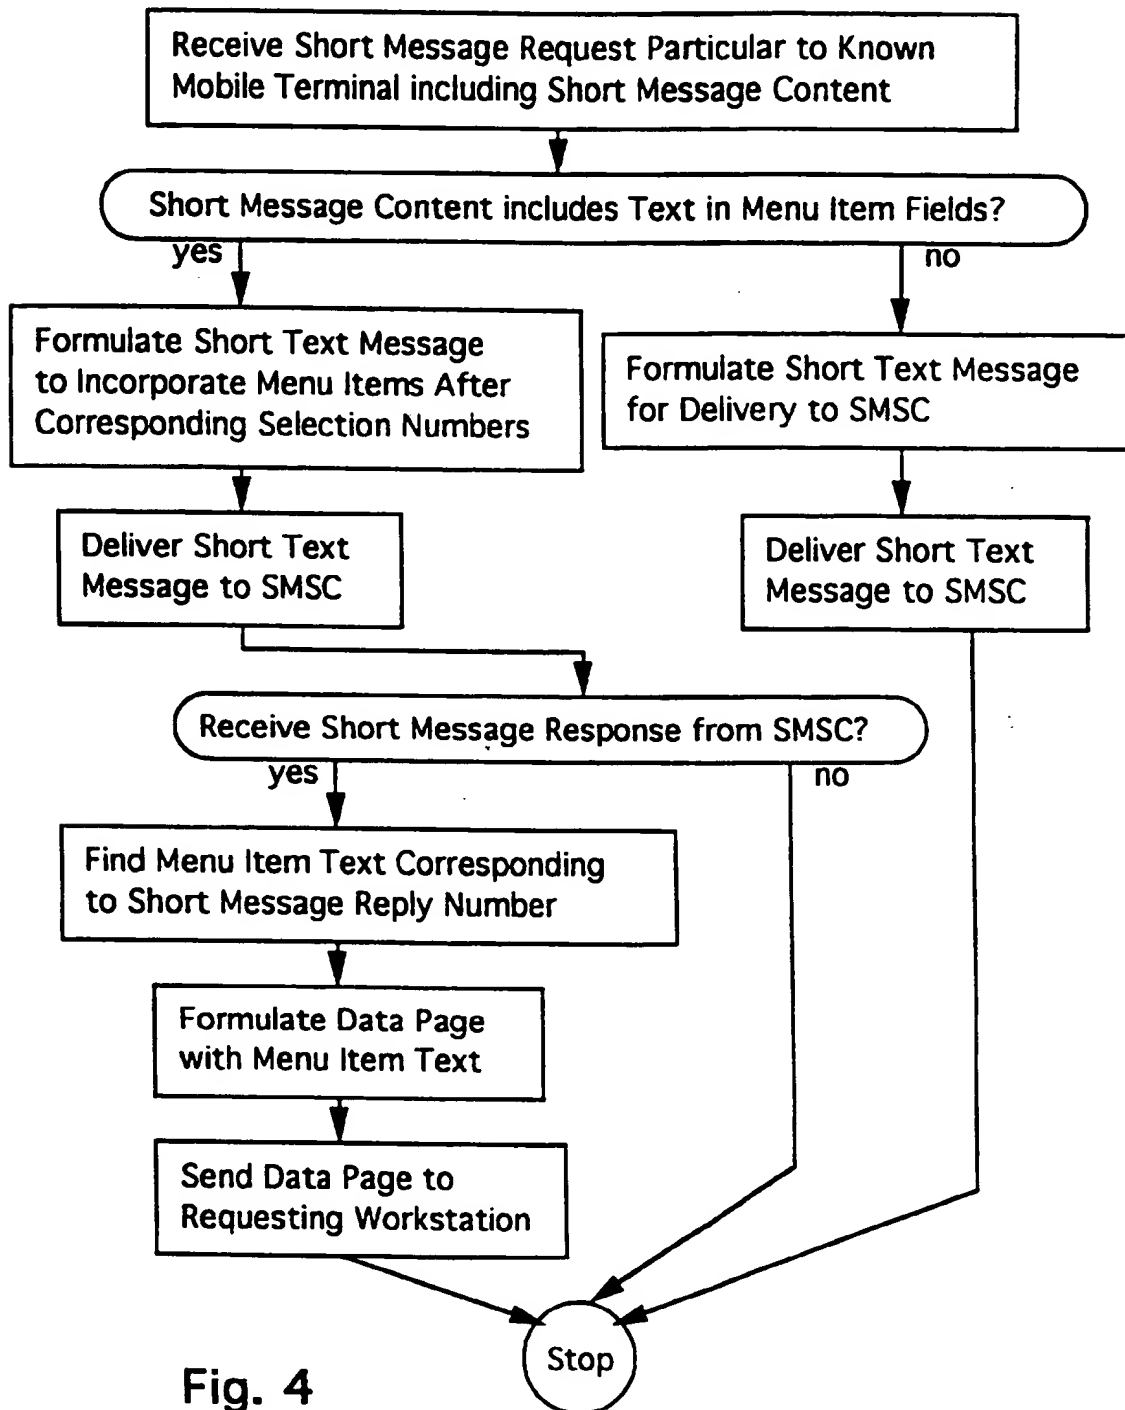 Receive Short Message Request Particular to Known
Mobile Terminal including Short Message Content
Short Message Content includes Text in Menu Item Fields?
yes
no
Formulate Short Text Message
to Incorporate Menu Items After
Corresponding Selection Numbers
Formulate Short Text Message
for Delivery to SMSC
Deliver Short Text
Message to SMSC
Deliver Short Text
Message to SMSC
Receive Short Message Response from SMSC?
yes
no
Find Menu Item Text Corresponding
to Short Message Reply Number
Formulate Data Page
with Menu Item Text
Send Data Page to
Requesting Workstation
Stop
Fig. 4